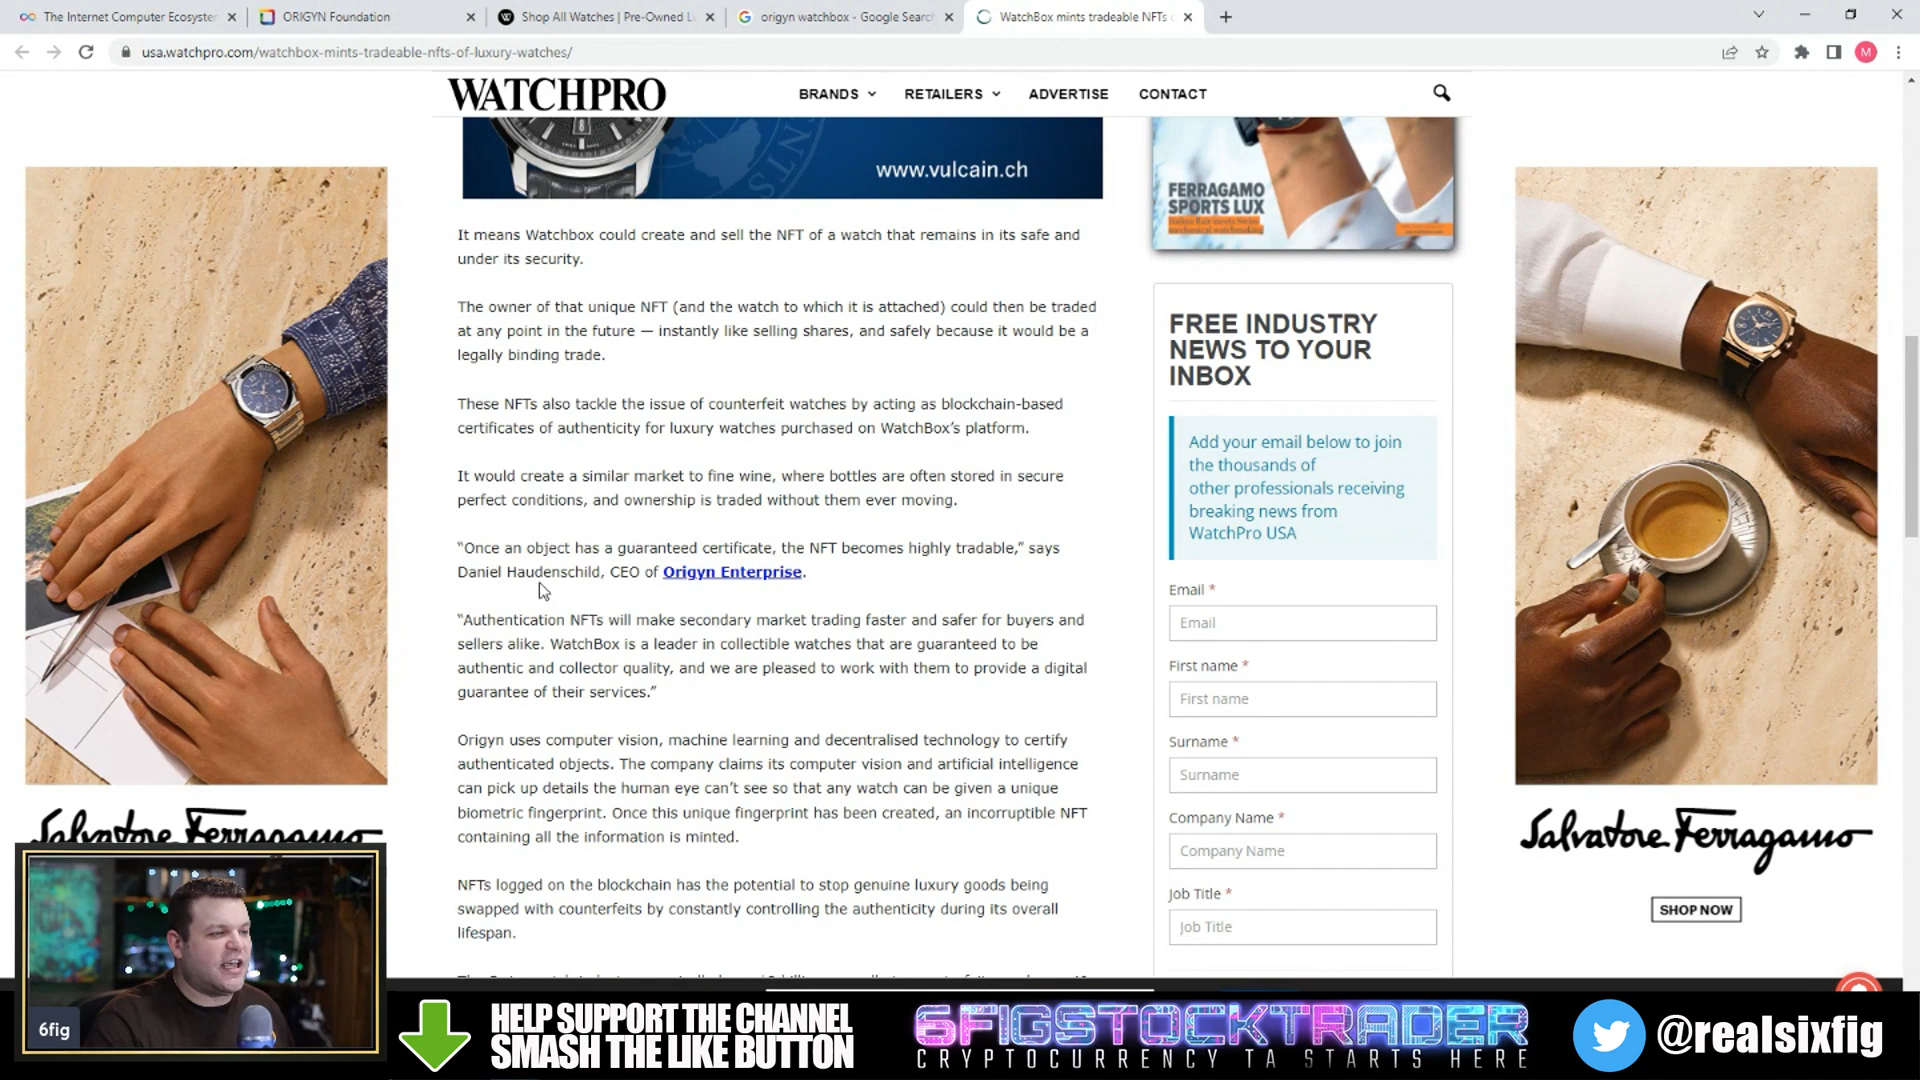 The Internet Computer Ecosyster
ORIGYN Foundation
Shop All Watches | Pre-Owned
origyn watchbox - Google Search
WatchBox mints tradeable NFTs
usa.watchpro.com/watchbox-mints-tradeable-nfts-of-luxury-watches/
M
WATCHPRO
BRANDS
RETAILERS
ADVERTISE
CONTACT
www.vulcain.ch
FERRAGAMO
SPORTS LUX
It means Watchbox could create and sell the NFT of a watch that remains in its safe and
under its security.
The owner of that unique NFT (and the watch to which it is attached) could then be traded
at any point in the future — instantly like selling shares, and safely because it would be a
legally binding trade.
These NFTs also tackle the issue of counterfeit watches by acting as blockchain-based
certificates of authenticity for luxury watches purchased on WatchBox's platform.
It would create a similar market to fine wine, where bottles are often stored in secure
perfect conditions, and ownership is traded without them ever moving.
“Once an object has a guaranteed certificate, the NFT becomes highly tradable,” says
Daniel Haudenschild, CEO of Origyn Enterprise.
“Authentication NFTs will make secondary market trading faster and safer for buyers and
sellers alike. WatchBox is a leader in collectible watches that are guaranteed to be
authentic and collector quality, and we are pleased to work with them to provide a digital
guarantee of their services.”
Origyn uses computer vision, machine learning and decentralised technology to certify
authenticated objects. The company claims its computer vision and artificial intelligence
can pick up details the human eye can't see so that any watch can be given a unique
biometric fingerprint. Once this unique fingerprint has been created, an incorruptible NFT
containing all the information is minted.
NFTs logged on the blockchain has the potential to stop genuine luxury goods being
swapped with counterfeits by constantly controlling the authenticity during its overall
lifespan.
FREE INDUSTRY
NEWS TO YOUR
INBOX
Add your email below to join
the thousands of
other professionals receiving
breaking news from
WatchPro USA
Email *
Email
First name *
First name
Surname *
Surname
Company Name *
Company Name
Job Title *
Job Title
Salvatore Ferragamo
Salvatore Ferragamo
SHOP NOW
6fig
HELP SUPPORT THE CHANNEL
SMASH THE LIKE BUTTON
6FIGSTOCKTRADER
CRYPTOCURRENCY TA STARTS HERE
@realsixfig